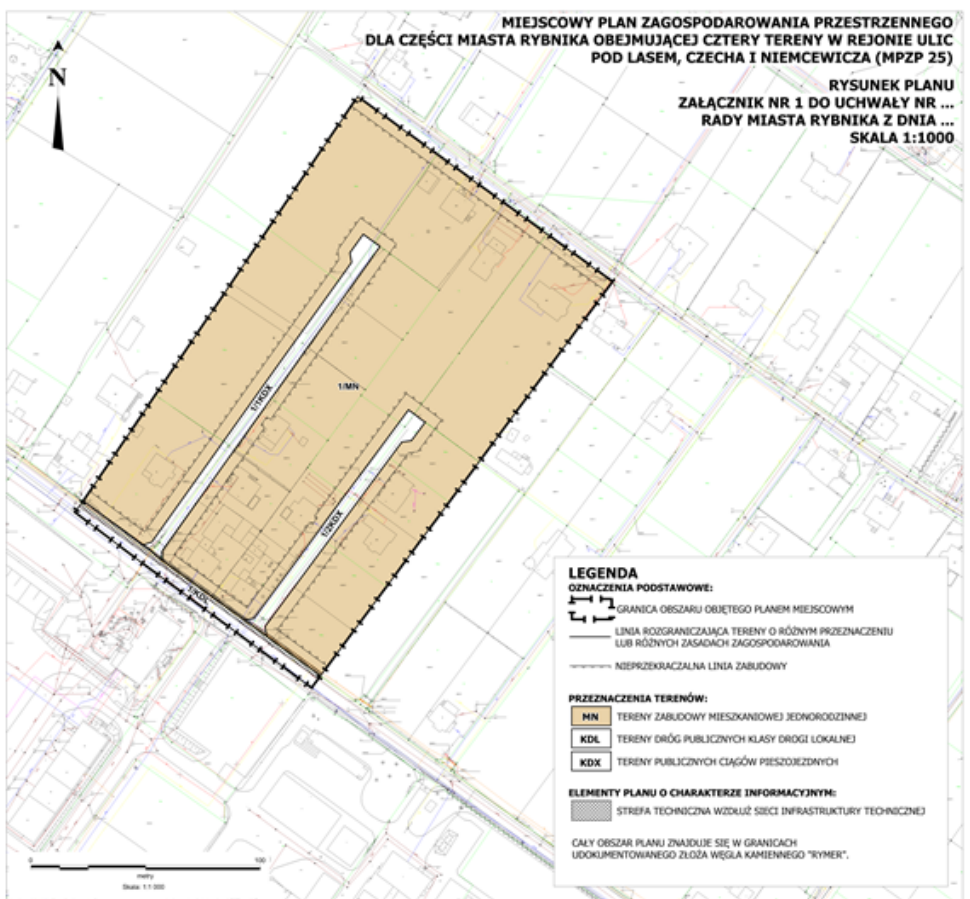 MIEJSCOWY PLAN ZAGOSPODAROWANIA PRZESTRZENNEGO
DLA CZĘŚCI MIASTA RYBNIKA OBEJMUJĄCEJ CZTERY TERENY W REJONIE ULIC
POD LASEM, CZECHA I NIEMCEWICZA (MPZP 25)
RYSUNEK PLANU
ZAŁĄCZNIK NR 1 DO UCHWAŁY NR ...
RADY MIASTA RYBNIKA Z DNIA ...
SKALA 1:1000
N
1/1KDX
1/MN
1/2KDX
1/KDL
LEGENDA
OZNACZENIA PODSTAWOWE:
GRANICA OBSZARU OBJĘTEGO PLANEM MIEJSCOWYM
LINIA ROZGRANICZAJĄCA TERENY O RÓŻNYM PRZEZNACZENIU
LUB RÓŻNYCH ZASADACH ZAGOSPODAROWANIA
NIEPRZEKRACZALNA LINIA ZABUDOWY
PRZEZNACZENIA TERENÓW:
MN TERENY ZABUDOWY MIESZKANIOWEJ JEDNORODZINNEJ
KDL TERENY DRÓG PUBLICZNYCH KLASY DROGI LOKALNEJ
KDX TERENY PUBLICZNYCH CIĄGÓW PIESZOJEZDNYCH
ELEMENTY PLANU O CHARAKTERZE INFORMACYJNYM:
STREFA TECHNICZNA WZDŁUŻ SIECI INFRASTRUKTURY TECHNICZNEJ
CAŁY OBSZAR PLANU ZNAJDUJE SIĘ W GRANICACH
UDOKUMENTOWANEGO ZŁOŻA WĘGLA KAMIENNEGO "RYMER".
0 100
metry
Skala: 1:1 000